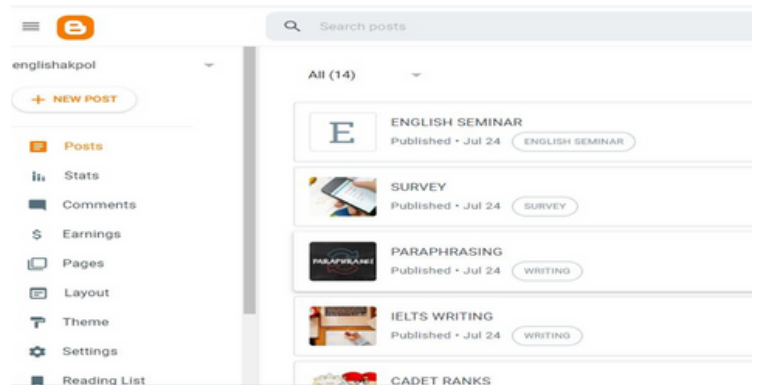 Search posts
englishakpol
All (14)
+ NEW POST
Posts
Stats
Comments
Earnings
Pages
Layout
Theme
Settings
Reading List
E
ENGLISH SEMINAR
Published • Jul 24 ENGLISH SEMINAR
SURVEY
Published • Jul 24 SURVEY
PARAPHRASE
PARAPHRASING
Published • Jul 24 WRITING
IELTS WRITING
Published • Jul 24 WRITING
CADET RANKS